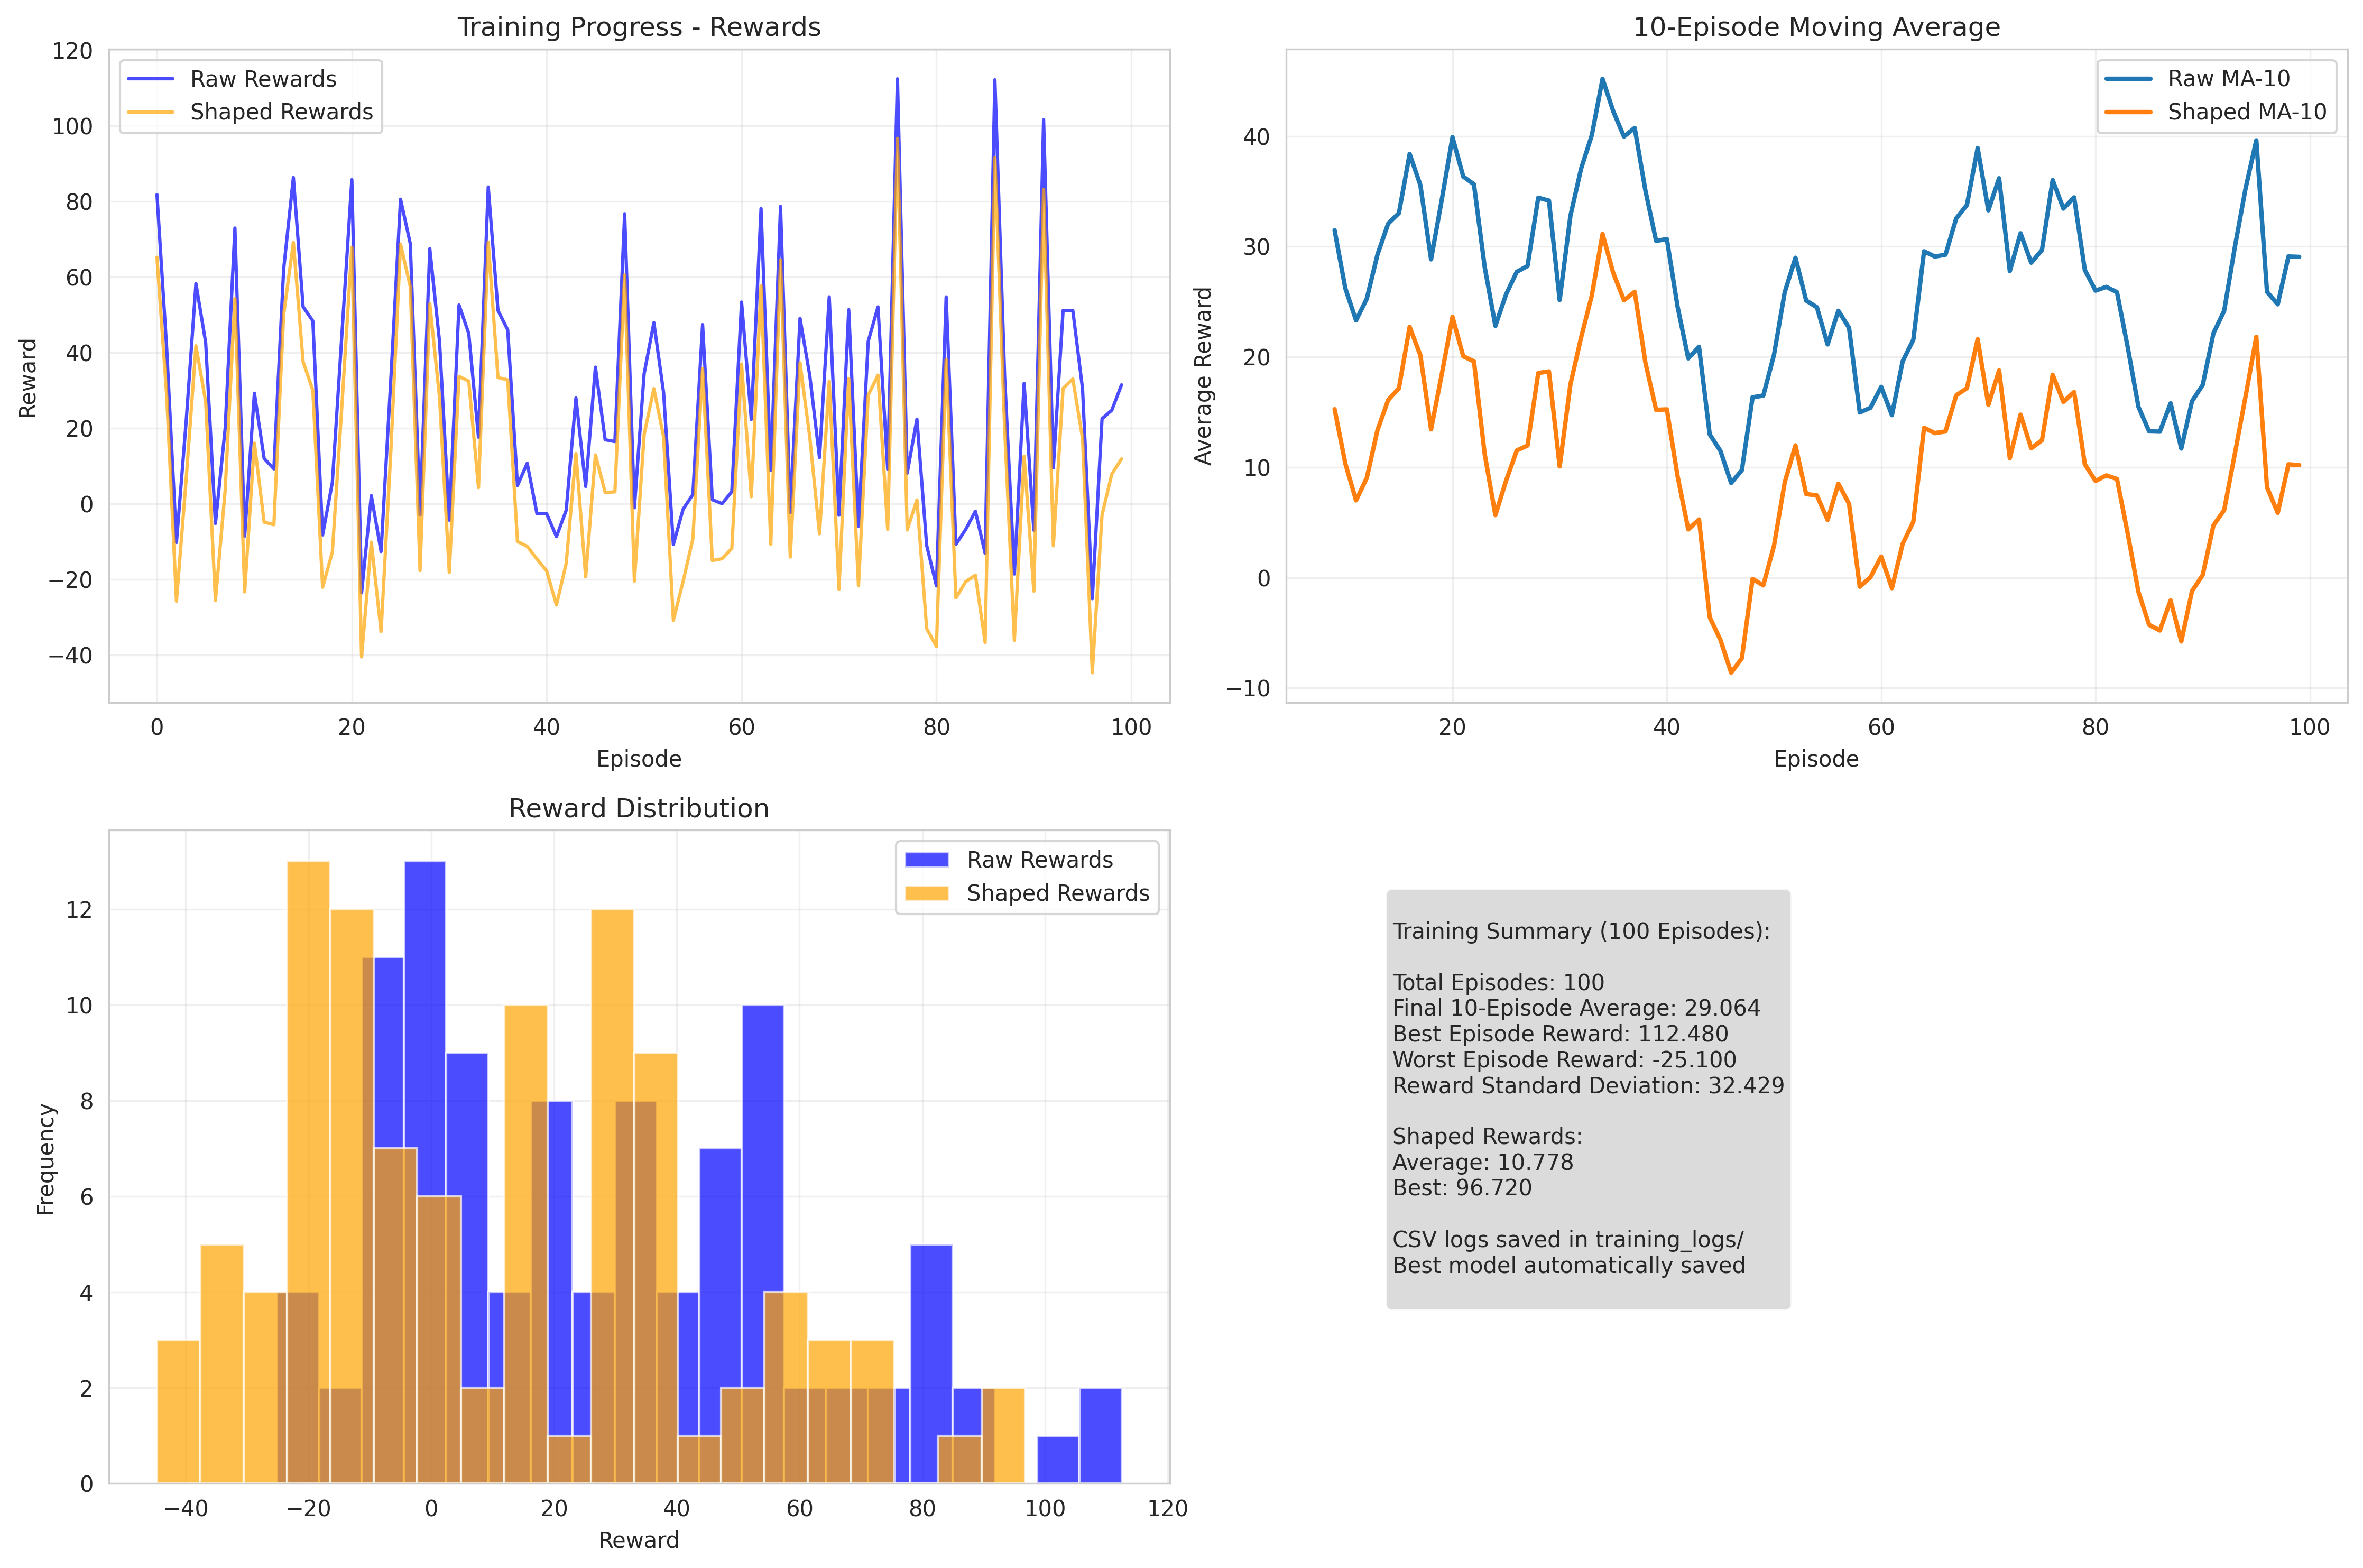 Training Progress - Rewards
120
100
80
60
40
20
0
−20
−40
Reward
Raw Rewards
Shaped Rewards
0 20 40 60 80 100
Episode
10-Episode Moving Average
40
30
20
10
0
−10
Average Reward
Raw MA-10
Shaped MA-10
20 40 60 80 100
Episode
Reward Distribution
12
10
8
6
4
2
0
Frequency
Raw Rewards
Shaped Rewards
−40 −20 0 20 40 60 80 100 120
Reward
Training Summary (100 Episodes):
Total Episodes: 100
Final 10-Episode Average: 29.064
Best Episode Reward: 112.480
Worst Episode Reward: -25.100
Reward Standard Deviation: 32.429
Shaped Rewards:
Average: 10.778
Best: 96.720
CSV logs saved in training_logs/
Best model automatically saved